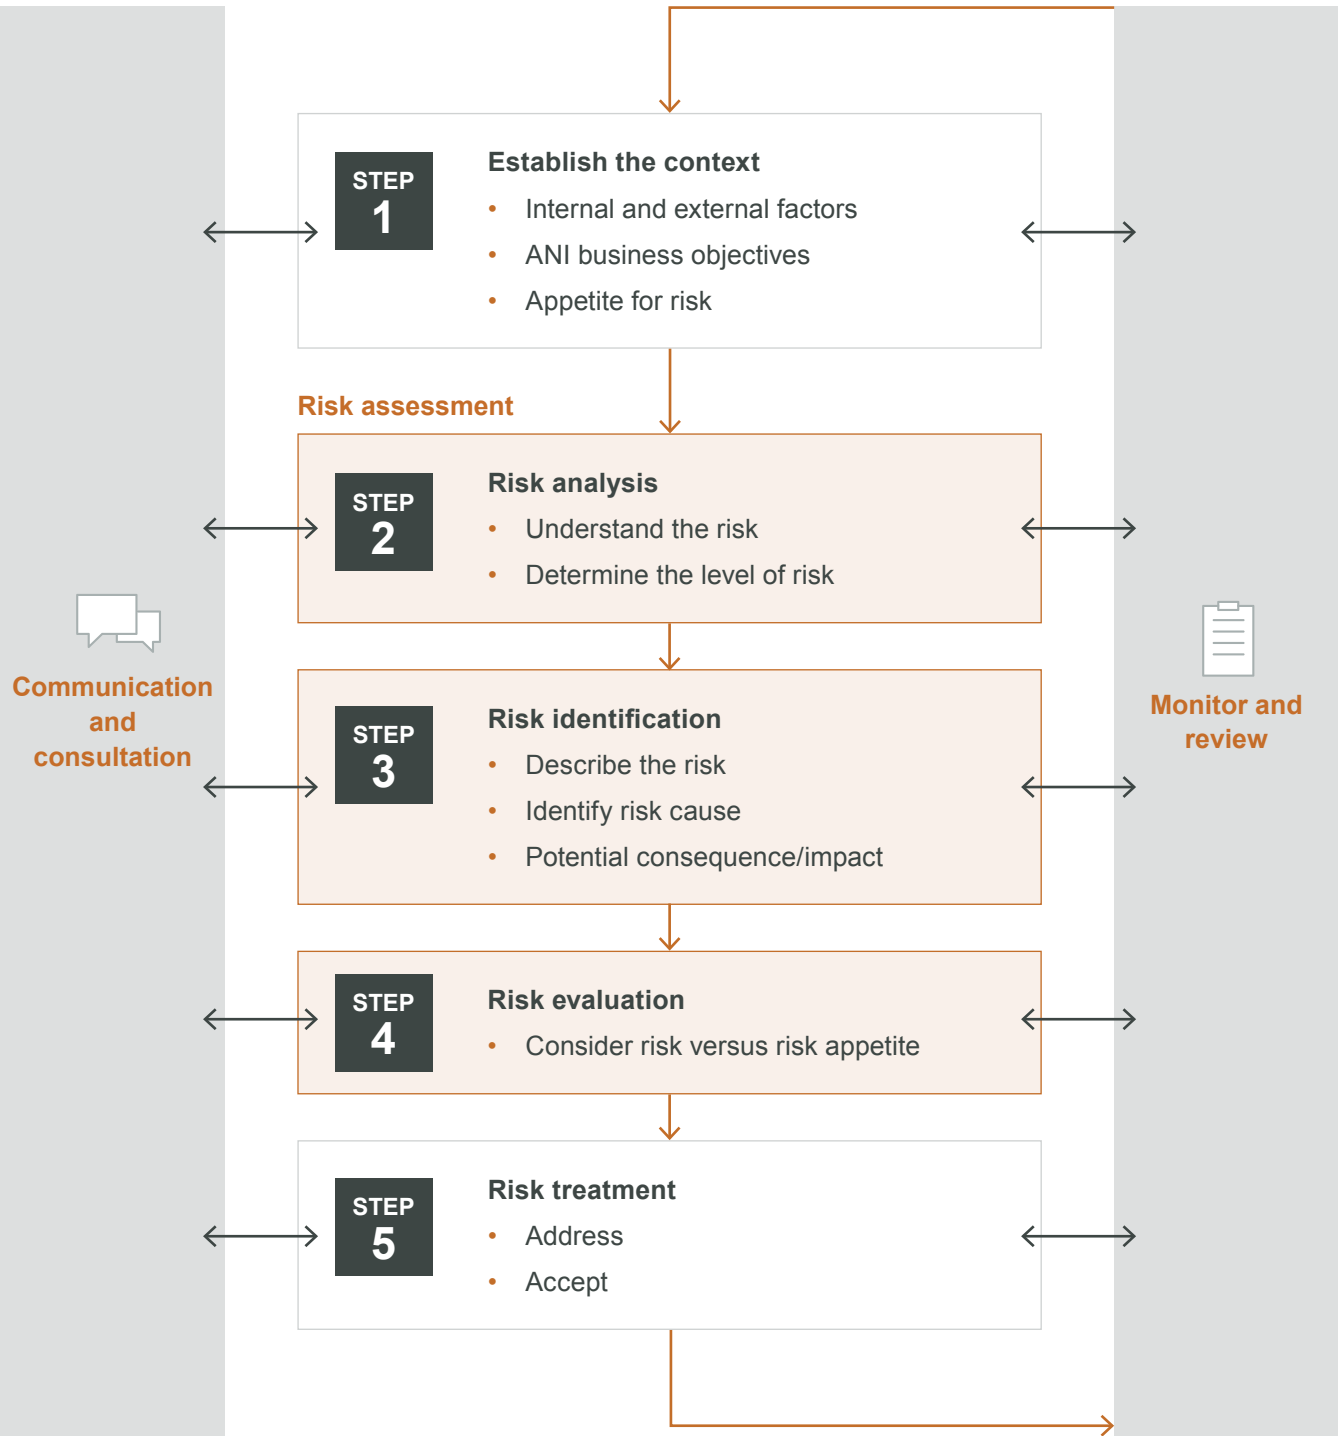 STEP
1
Establish the context
• Internal and external factors
• ANI business objectives
• Appetite for risk
Risk assessment
STEP
2
Risk analysis
• Understand the risk
• Determine the level of risk
Communication
and
consultation
Monitor and
review
STEP
3
Risk identification
• Describe the risk
• Identify risk cause
• Potential consequence/impact
STEP
4
Risk evaluation
• Consider risk versus risk appetite
STEP
5
Risk treatment
• Address
• Accept